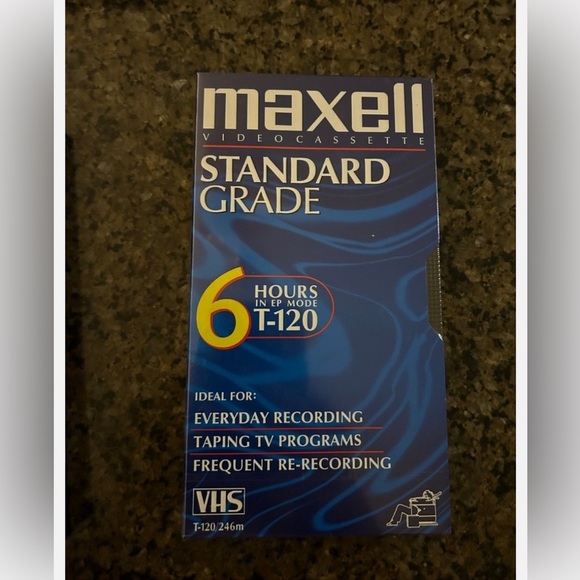 maxell
VIDEOCASSETTE
STANDARD
GRADE
6 HOURS
IN EP MODE
T-120
IDEAL FOR:
EVERYDAY RECORDING
TAPING TV PROGRAMS
FREQUENT RE-RECORDING
VHS
T-120/246m